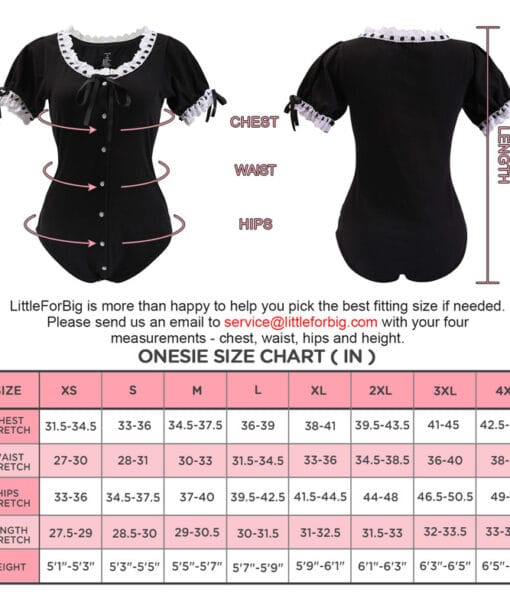 CHEST
WAIST
HIPS
LENGTH
LittleForBig is more than happy to help you pick the best fitting size if needed.
Please send us an email to service@littleforbig.com with your four
measurements - chest, waist, hips and height.
ONESIE SIZE CHART ( IN )
SIZE XS S M L XL 2XL 3XL 4X
HEST 31.5-34.5 33-36 34.5-37.5 36-39 38-41 39.5-43.5 41-45 42.5-
RETCH
WAIST 27-30 28-31 30-33 31.5-34.5 33-36 34.5-38.5 36-40 38-
RETCH
HIPS 33-36 34.5-37.5 37-40 39.5-42.5 41.5-44.5 44-48 46.5-50.5 49-
RETCH
ENGTH 27.5-29 28.5-30 29-30.5 30-31.5 31-32.5 31.5-33 32-33.5 33-3
RETCH
EIGHT 5'1"-5'3" 5'3"-5'5" 5'5"-5'7" 5'7"-5'9" 5'9"-6'1" 6'1"-6'3" 6'3"-6'5" 6'5"-